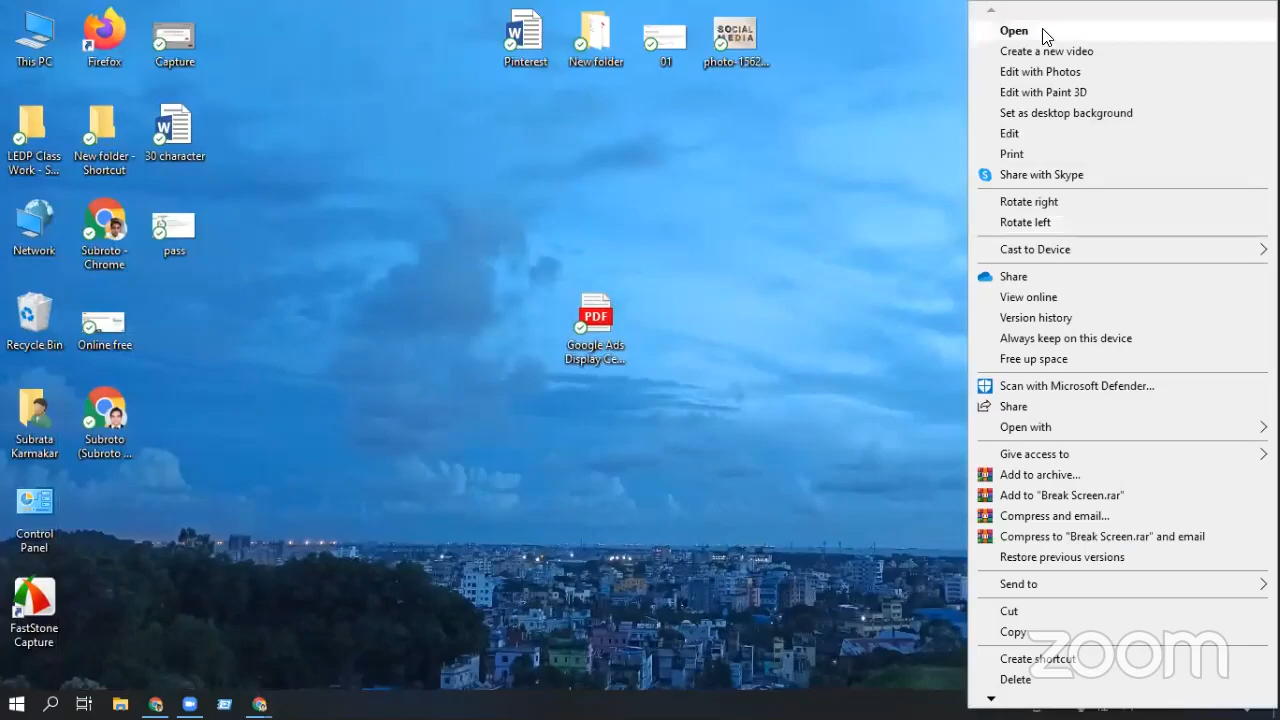 This PC
Firefox
Capture
Pinterest
New folder
01
SOCIAL
MEDIA
photo-1562...
LEDP Class
Work - S...
New folder -
Shortcut
30 character
Network
Subroto -
Chrome
pass
Recycle Bin
Online free
PDF
Google Ads
Display Ce...
Subrata
Karmakar
Subroto
(Subroto ...
Control
Panel
FastStone
Capture
Open
Create a new video
Edit with Photos
Edit with Paint 3D
Set as desktop background
Edit
Print
Share with Skype
Rotate right
Rotate left
Cast to Device
Share
View online
Version history
Always keep on this device
Free up space
Scan with Microsoft Defender...
Share
Open with
Give access to
Add to archive...
Add to "Break Screen.rar"
Compress and email...
Compress to "Break Screen.rar" and email
Restore previous versions
Send to
Cut
Copy
Create shortcut
Delete
zoom